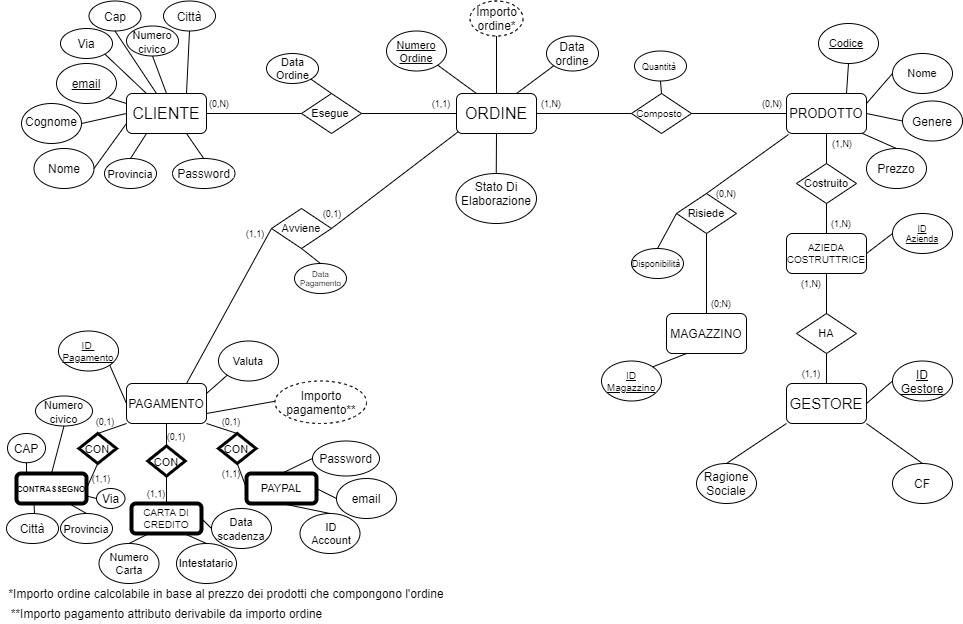 Cap
Città
Via
Numero
civico
email
Cognome
Nome
Provincia
Password
CLIENTE
(0,N)
Data
Ordine
Esegue
(1,1)
Importo
ordine*
Numero
Ordine
Data
ordine
ORDINE
(1,N)
Stato Di
Elaborazione
Quantità
Composto
(0,N)
Codice
Nome
Genere
Prezzo
PRODOTTO
(1,N)
Costruito
(1,N)
AZIEDA
COSTRUTTRICE
ID
Azienda
(1,N)
HA
(1,1)
GESTORE
ID
Gestore
Ragione
Sociale
CF
(0,N)
Risiede
Disponibilità
(0;N)
MAGAZZINO
ID
Magazzino
(0,1)
Avviene
(1,1)
Data
Pagamento
ID
Pagamento
Valuta
Importo
pagamento**
PAGAMENTO
(0,1)
(0,1)
(0,1)
CON
CON
CON
(1,1)
(1,1)
(1,1)
Numero
civico
CAP
CONTRASSEGNO
Via
Città
Provincia
CARTA DI
CREDITO
Data
scadenza
Numero
Carta
Intestatario
PAYPAL
Password
email
ID
Account
*Importo ordine calcolabile in base al prezzo dei prodotti che compongono l'ordine
**Importo pagamento attributo derivabile da importo ordine